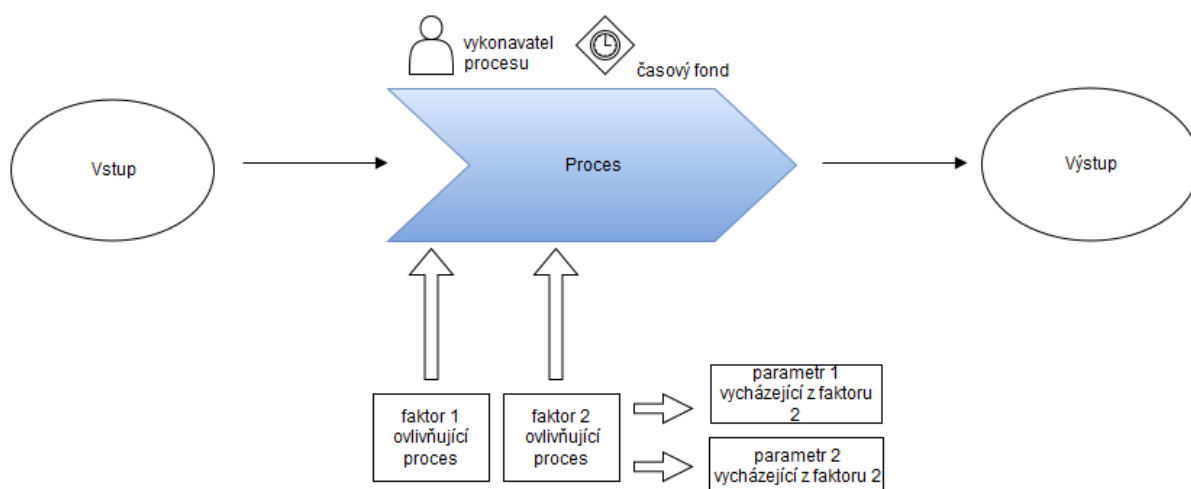 vykonavatel
procesu
časový fond
Vstup
Proces
Výstup
faktor 1
ovlivňující
proces
faktor 2
ovlivňující
proces
parametr 1
vycházející z faktoru
2
parametr 2
vycházející z faktoru 2